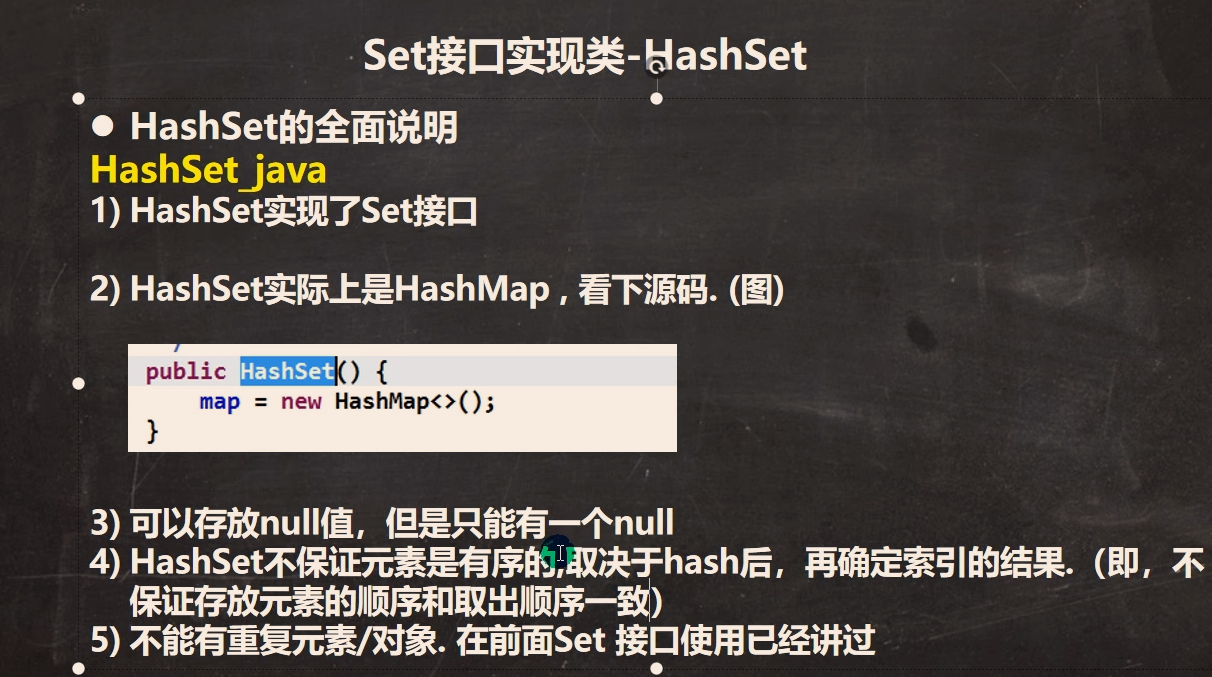 Set接口实现类-HashSet
● HashSet的全面说明
HashSet_java
1) HashSet实现了Set接口
2) HashSet实际上是HashMap , 看下源码. (图)
public HashSet() {
map = new HashMap<>();
}
3) 可以存放null值，但是只能有一个null
4) HashSet不保证元素是有序的,取决于hash后，再确定索引的结果.（即，不
保证存放元素的顺序和取出顺序一致）
5) 不能有重复元素/对象. 在前面Set 接口使用已经讲过